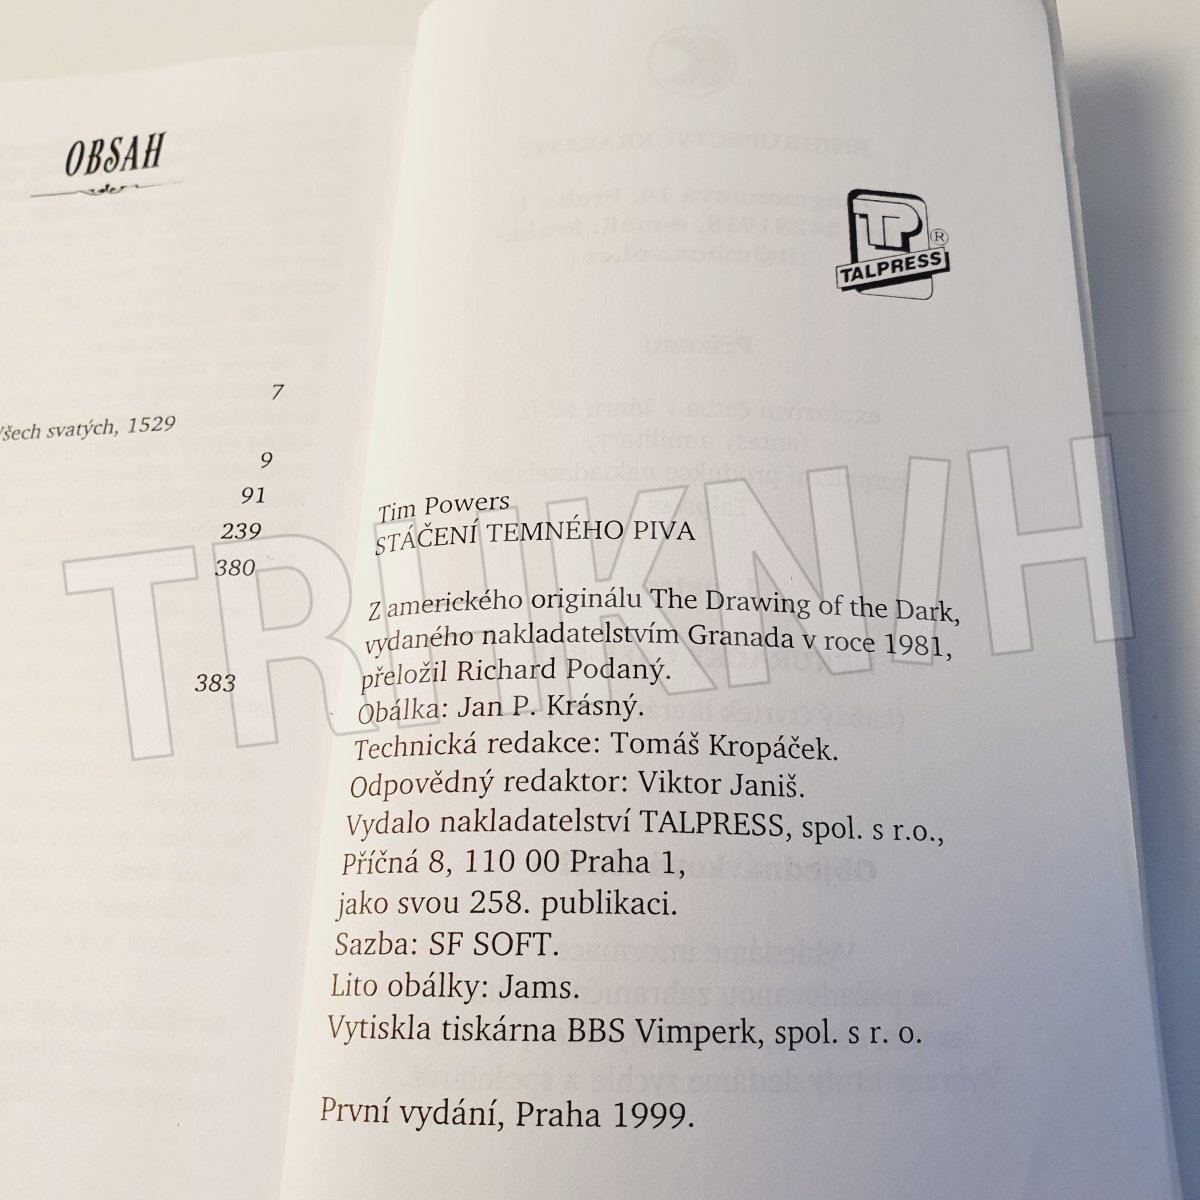 OBSAH
7
Všech svatých, 1529
9
91
239
380
383
TP ®
TALPRESS
Tim Powers
STÁČENÍ TEMNÉHO PIVA
Z amerického originálu The Drawing of the Dark,
vydaného nakladatelstvím Granada v roce 1981,
přeložil Richard Podaný.
Obálka: Jan P. Krásný.
Technická redakce: Tomáš Kropáček.
Odpovědný redaktor: Viktor Janiš.
Vydalo nakladatelství TALPRESS, spol. s r.o.,
Příčná 8, 110 00 Praha 1,
jako svou 258. publikaci.
Sazba: SF SOFT.
Lito obálky: Jams.
Vytiskla tiskárna BBS Vimperk, spol. s r. o.
První vydání, Praha 1999.
TRHKNIH